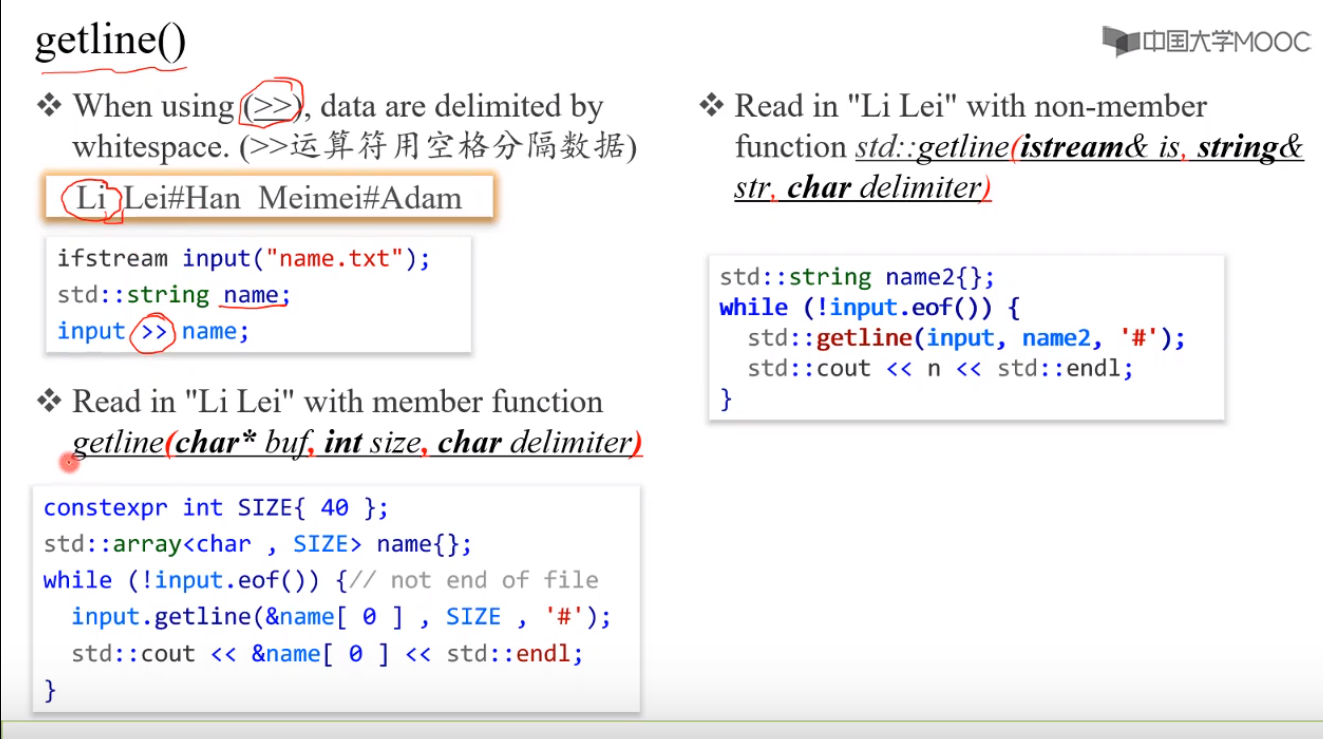 getline()
中国大学MOOC
❖ When using (>>), data are delimited by
whitespace. (>>运算符用空格分隔数据)
Li Lei#Han  Meimei#Adam
ifstream input("name.txt");
std::string name;
input >> name;
❖ Read in "Li Lei" with member function
getline(char* buf, int size, char delimiter)
constexpr int SIZE{ 40 };
std::array<char , SIZE> name{};
while (!input.eof()) {// not end of file
  input.getline(&name[ 0 ] , SIZE , '#');
  std::cout << &name[ 0 ] << std::endl;
}
❖ Read in "Li Lei" with non-member
function std::getline(istream& is, string&
str, char delimiter)
std::string name2{};
while (!input.eof()) {
  std::getline(input, name2, '#');
  std::cout << n << std::endl;
}